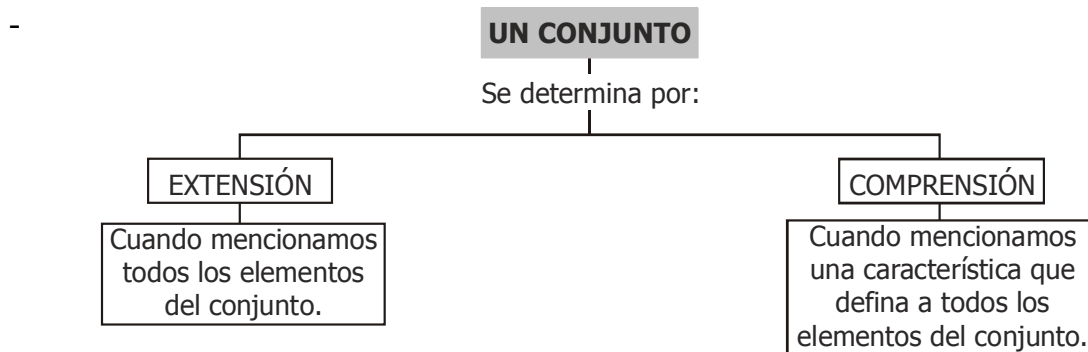 -
UN CONJUNTO
Se determina por:
EXTENSIÓN
Cuando mencionamos
todos los elementos
del conjunto.
COMPRENSIÓN
Cuando mencionamos
una característica que
defina a todos los
elementos del conjunto.